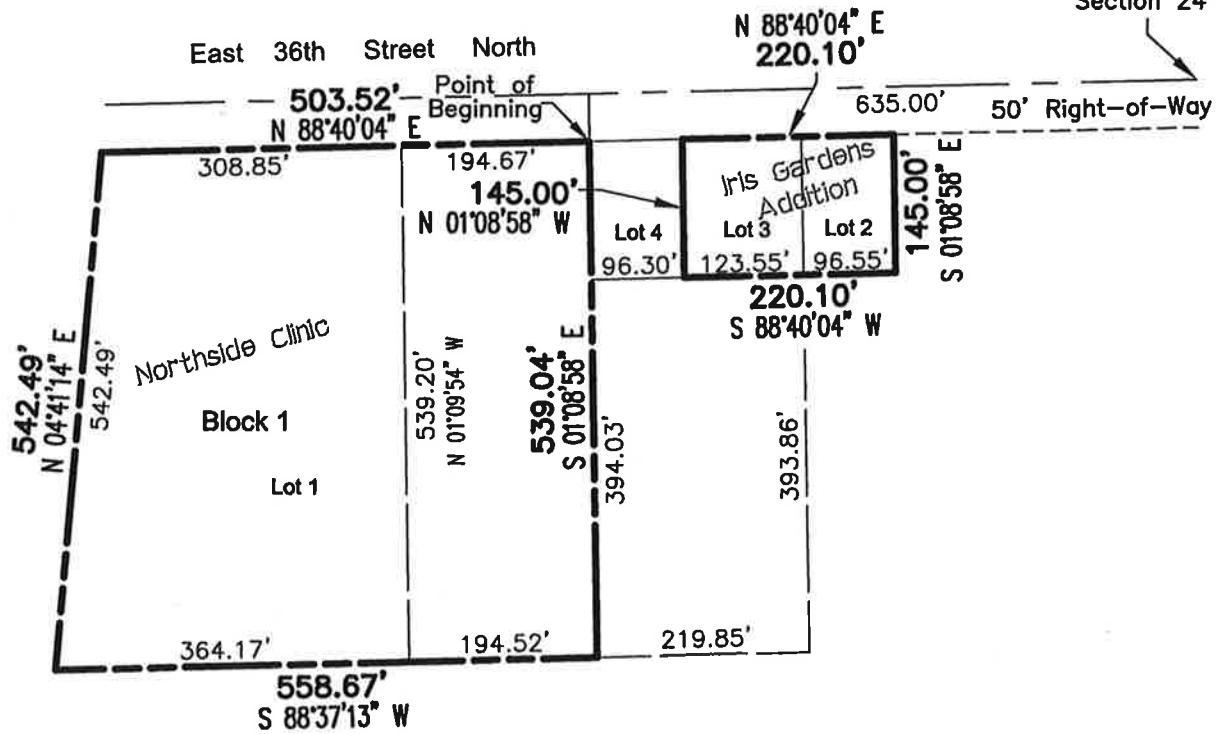 Section 24
N 88°40'04" E
220.10'
East 36th Street North
Point of
Beginning
503.52'
N 88°40'04" E
635.00'
50' Right-of-Way
308.85'
194.67'
145.00'
N 01°08'58" W
Iris Gardens
Addition
Lot 4
Lot 3
Lot 2
96.30'
123.55'
96.55'
145.00'
S 01°08'58" E
220.10'
S 88°40'04" W
542.49'
N 04°41'14" E
542.49'
Northside Clinic
Block 1
Lot 1
539.20'
N 01°09'54" W
539.04'
S 01°08'58" E
394.03'
393.86'
364.17'
194.52'
219.85'
558.67'
S 88°37'13" W